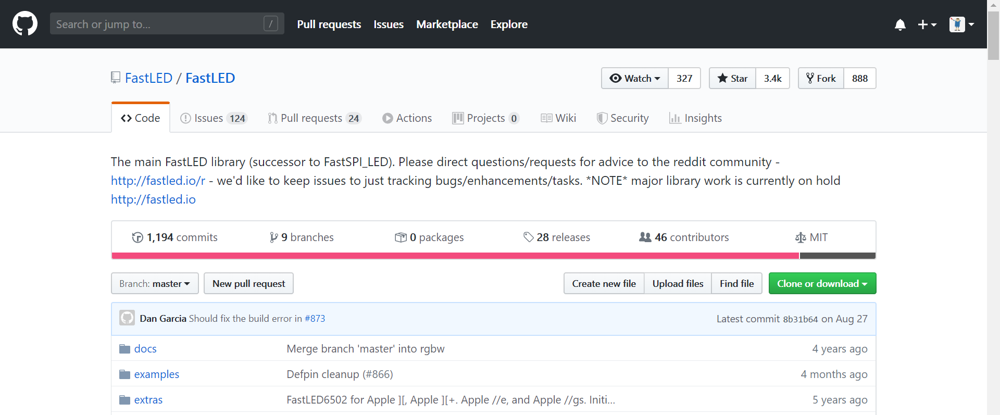 Search or jump to... /
Pull requests Issues Marketplace Explore
FastLED / FastLED
Watch 327 Star 3.4k Fork 888
Code Issues 124 Pull requests 24 Actions Projects 0 Wiki Security Insights
The main FastLED library (successor to FastSPI_LED). Please direct questions/requests for advice to the reddit community -
http://fastled.io/r - we'd like to keep issues to just tracking bugs/enhancements/tasks. *NOTE* major library work is currently on hold
http://fastled.io
1,194 commits 9 branches 0 packages 28 releases 46 contributors MIT
Branch: master New pull request Create new file Upload files Find file Clone or download
Dan Garcia Should fix the build error in #873 Latest commit 8b31b64 on Aug 27
docs Merge branch 'master' into rgbw 4 years ago
examples Defpin cleanup (#866) 4 months ago
extras FastLED6502 for Apple ][, Apple ][+. Apple //e, and Apple //gs. Initi... 5 years ago